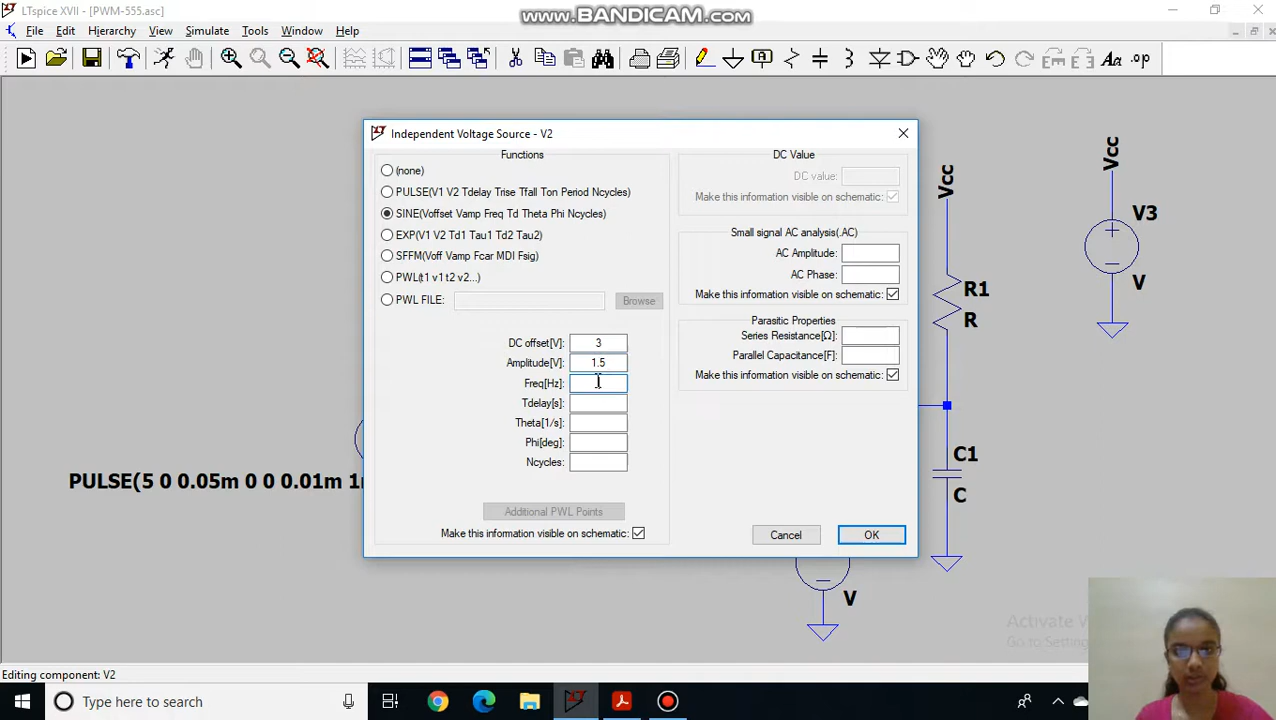 LTspice XVII - [PWM-555.asc]
www.BANDICAM.com
File Edit Hierarchy View Simulate Tools Window Help
Independent Voltage Source - V2
Functions
(none)
PULSE(V1 V2 Tdelay Trise Tfall Ton Period Ncycles)
SINE(Voffset Vamp Freq Td Theta Phi Ncycles)
EXP(V1 V2 Td1 Tau1 Td2 Tau2)
SFFM(Voff Vamp Fcar MDI Fsig)
PWL(t1 v1 t2 v2...)
PWL FILE:
Browse
DC offset[V]: 3
Amplitude[V]: 1.5
Freq[Hz]:
Tdelay[s]:
Theta[1/s]:
Phi[deg]:
Ncycles:
Additional PWL Points
Make this information visible on schematic:
DC Value
DC value:
Make this information visible on schematic:
Small signal AC analysis(.AC)
AC Amplitude:
AC Phase:
Make this information visible on schematic:
Parasitic Properties
Series Resistance[Ω]:
Parallel Capacitance[F]:
Make this information visible on schematic:
Cancel OK
PULSE(5 0 0.05m 0 0 0.01m
Vcc
R1
R
C1
C
V
Vcc
V3
V
Editing component: V2
Type here to search
.op